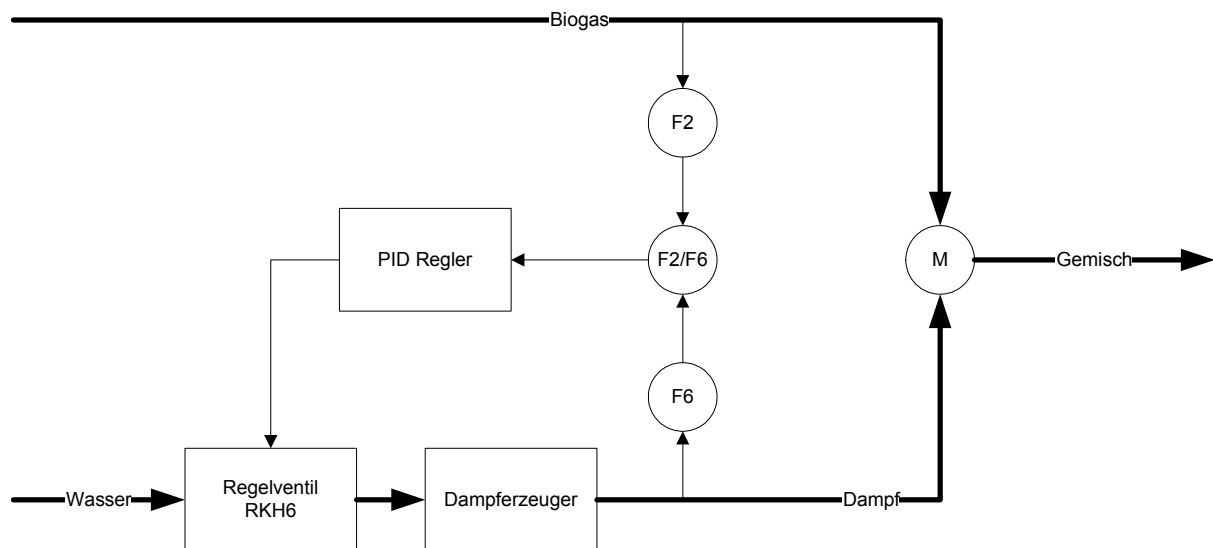 Biogas
F2
PID Regler
F2/F6
M
Gemisch
F6
Wasser
Regelventil
RKH6
Dampferzeuger
Dampf